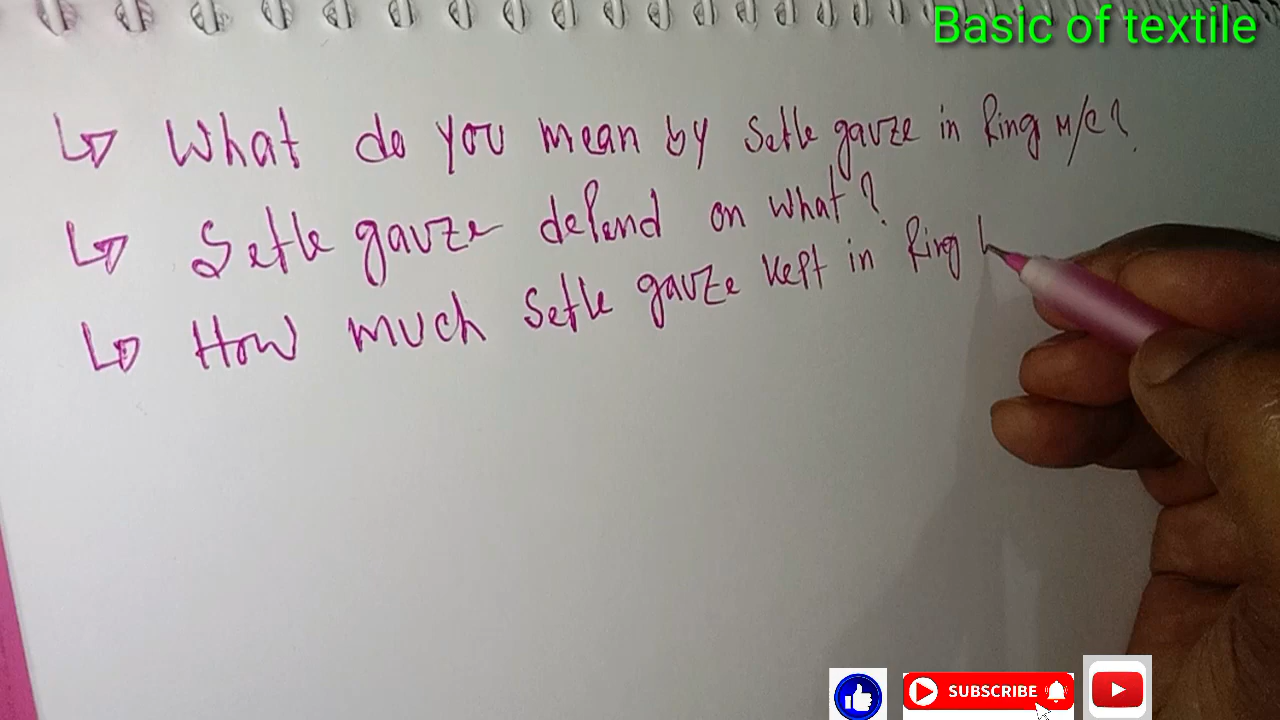 Basic of textile
What do you mean by Setle gauze in Ring M/C?
Setle gauze defend on what?
How much Setle gauze kept in Ring
SUBSCRIBE